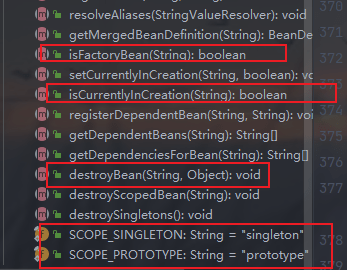 resolveAliases(StringValueResolver): void
370
getMergedBeanDefinition(String): BeanDe
isFactoryBean(String): boolean
setCurrentlyInCreation(String, boolean): vo
isCurrentlyInCreation(String): boolean
registerDependentBean(String, String): voi
getDependentBeans(String): String[]
getDependenciesForBean(String): String[]
376
destroyBean(String, Object): void
377
destroyScopedBean(String): void
destroySingletons(): void
SCOPE_SINGLETON: String = "singleton"
378
SCOPE_PROTOTYPE: String = "prototype"
379